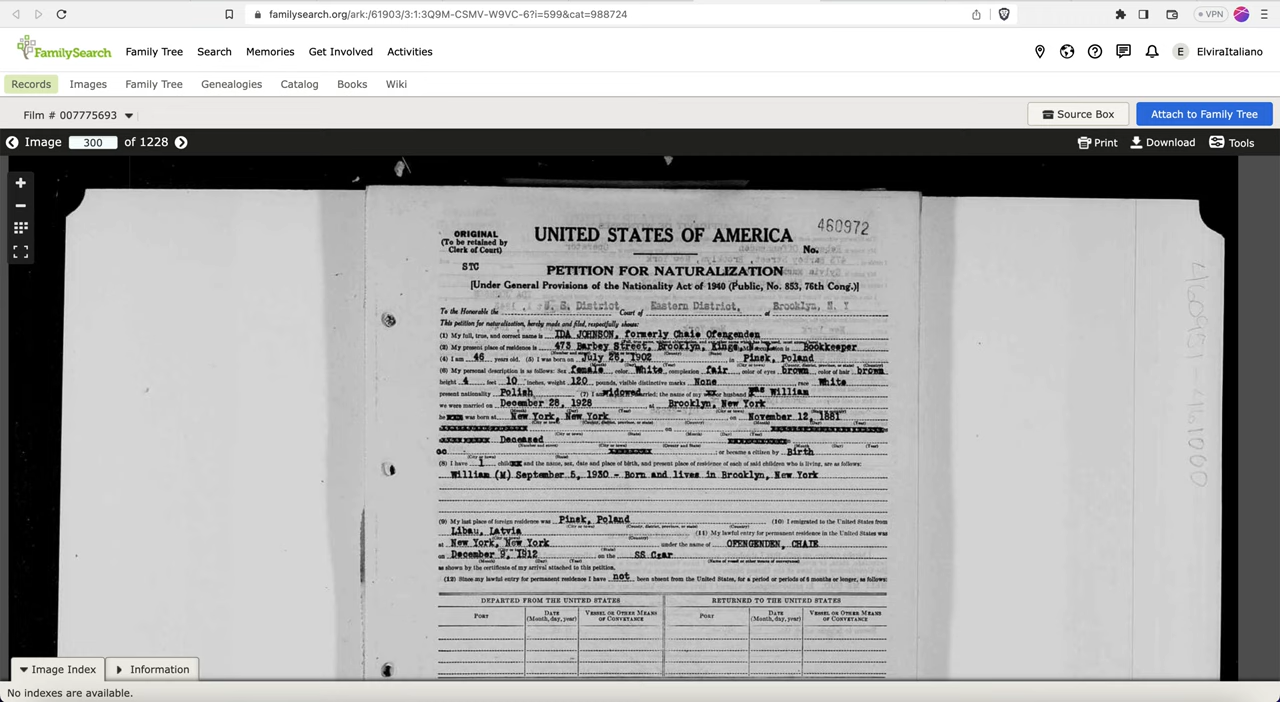 familysearch.org/ark:/61903/3:1:3Q9M-CSMV-W9VC-6?i=599&cat=988724
VPN
FamilySearch Family Tree Search Memories Get Involved Activities
E ElviraItaliano
Records Images Family Tree Genealogies Catalog Books Wiki
Film # 007775693
Source Box Attach to Family Tree
Image 300 of 1228
Print Download Tools
460972
ORIGINAL
(To be retained by
Clerk of Court)
UNITED STATES OF AMERICA
No.
STC
PETITION FOR NATURALIZATION
[Under General Provisions of the Nationality Act of 1940 (Public, No. 853, 76th Cong.)]
To the Honorable the U. S. District Court of Eastern District, at Brooklyn, N. Y
This petition for naturalization, hereby made and filed, respectfully shows:
(1) My full, true, and correct name is IDA JOHNSON, formerly Chaie Ofengenden
(2) My present place of residence is 475 Barbey Street, Brooklyn, Kings, Bookkeeper
(4) I am 46 years old. (5) I was born on July 25, 1902 in Pinsk, Poland
(6) My personal description is as follows: Sex female, color White, complexion fair, color of eyes brown, color of hair brown
height 4 feet 10 inches, weight 120 pounds, visible distinctive marks None race White
present nationality Polish (7) I am widowed married; the name of my husband was William
we were married on December 28, 1928 at Brooklyn, New York
he was born at New York, New York on November 12, 1881
Deceased
or became a citizen by Birth
(8) I have 1 child and the name, sex, date and place of birth, and present place of residence of each of said children who is living, are as follows:
William (M) September 5, 1930 - Born and lives in Brooklyn, New York
(9) My last place of foreign residence was Pinsk, Poland (10) I emigrated to the United States from
Libau, Latvia (11) My lawful entry for permanent residence in the United States was
at New York, New York under the name of OFENGENDEN, CHAIE
on December 9, 1912 on the SS Czar
as shown by the certificate of my arrival attached to this petition.
(12) Since my lawful entry for permanent residence I have not been absent from the United States, for a period or periods of 6 months or longer, as follows:
DEPARTED FROM THE UNITED STATES RETURNED TO THE UNITED STATES
PORT DATE (Month, day, year) VESSEL OR OTHER MEANS OF CONVEYANCE PORT DATE (Month, day, year) VESSEL OR OTHER MEANS OF CONVEYANCE
460951-461000
Image Index Information
No indexes are available.